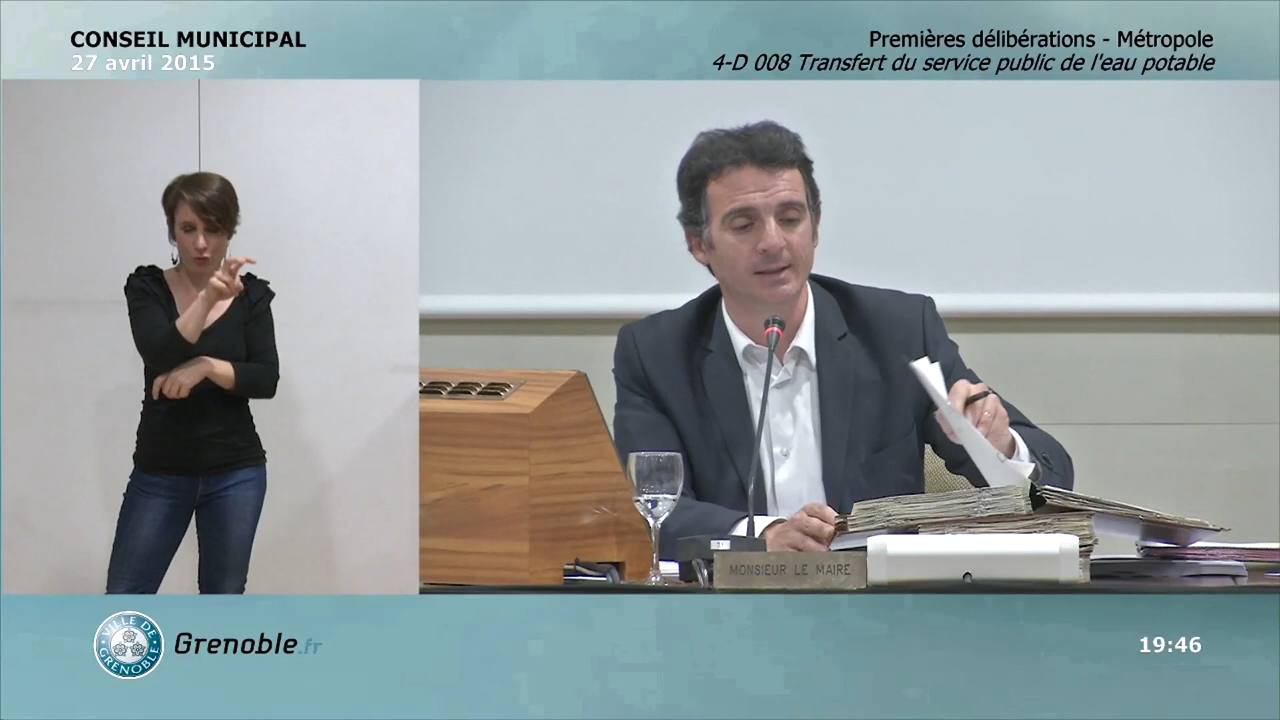 CONSEIL MUNICIPAL
27 avril 2015
Premières délibérations - Métropole
4-D 008 Transfert du service public de l'eau potable
MONSIEUR LE MAIRE
VILLE DE GRENOBLE
Grenoble.fr
19:46